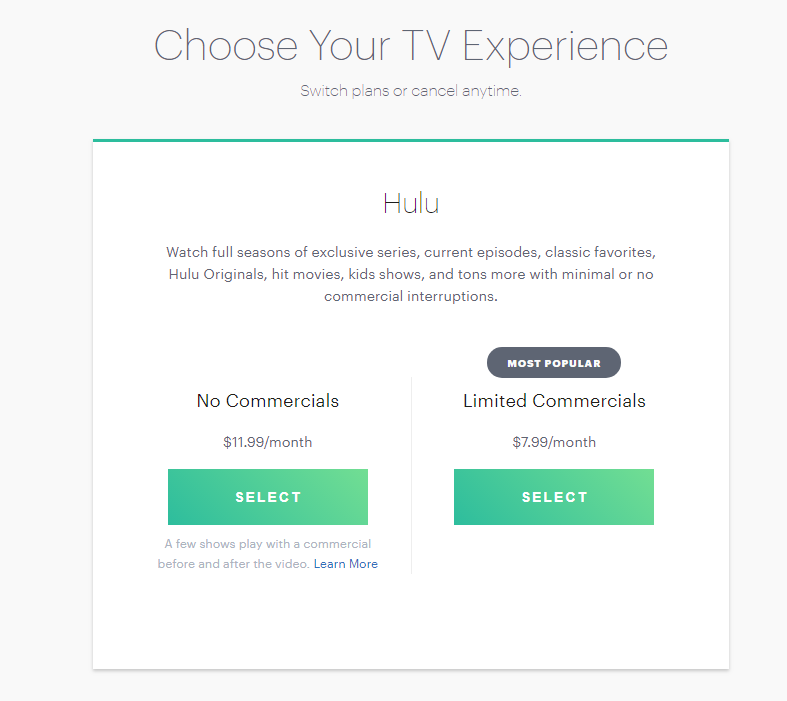 Choose Your TV Experience
Switch plans or cancel anytime.
Hulu
Watch full seasons of exclusive series, current episodes, classic favorites,
Hulu Originals, hit movies, kids shows, and tons more with minimal or no
commercial interruptions.
No Commercials
$11.99/month
SELECT
A few shows play with a commercial
before and after the video. Learn More
MOST POPULAR
Limited Commercials
$7.99/month
SELECT